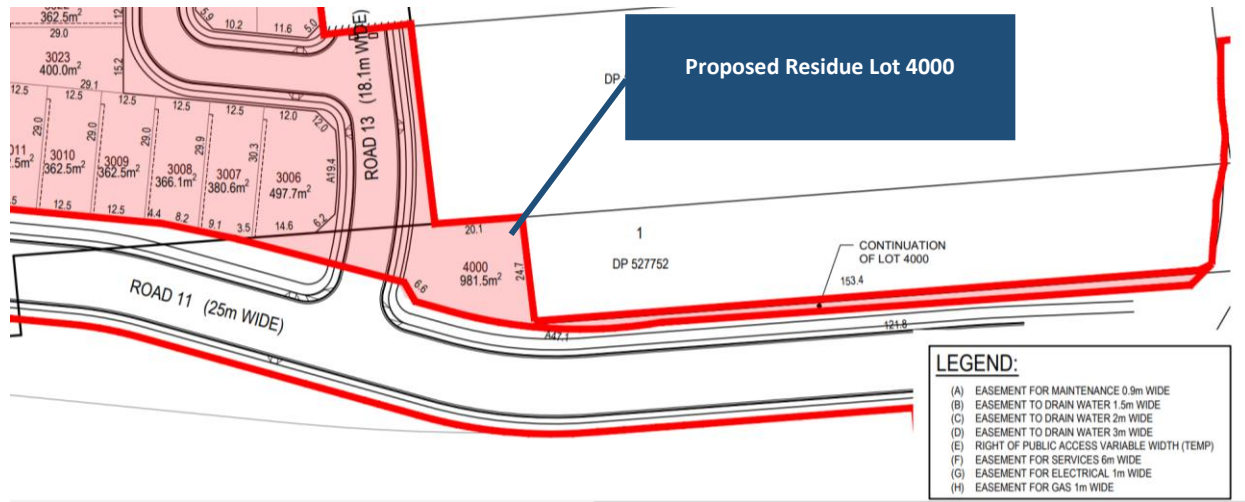 362.5m²
12
29.0
3023
400.0m²
15.2
29.1
5.9
10.2
11.6
5.0
ROAD 13 (18.1m WIDE)
DP
Proposed Residue Lot 4000
12.5
12.5
12.5
12.5
12.5
12.0
12.0
29.0
29.0
29.0
29.9
30.3
A19.4
011
.5m²
3010
362.5m²
3009
362.5m²
3008
366.1m²
3007
380.6m²
3006
497.7m²
.5
12.5
12.5
4.4
8.2
9.1
3.5
14.6
6.2
20.1
4000
981.5m²
24.7
6.6
1
DP 527752
CONTINUATION
OF LOT 4000
153.4
121.8
A47.1
ROAD 11 (25m WIDE)
LEGEND:
(A) EASEMENT FOR MAINTENANCE 0.9m WIDE
(B) EASEMENT TO DRAIN WATER 1.5m WIDE
(C) EASEMENT TO DRAIN WATER 2m WIDE
(D) EASEMENT TO DRAIN WATER 3m WIDE
(E) RIGHT OF PUBLIC ACCESS VARIABLE WIDTH (TEMP)
(F) EASEMENT FOR SERVICES 6m WIDE
(G) EASEMENT FOR ELECTRICAL 1m WIDE
(H) EASEMENT FOR GAS 1m WIDE